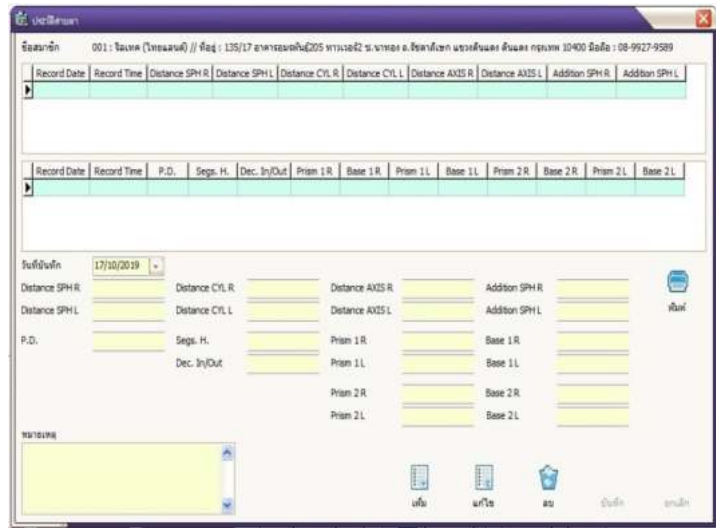 ประวัติสายตา
ชื่อสมาชิก 001 : จิลเทค (ไทยแลนด์) // ที่อยู่ : 135/17 อาคารอมรพันธุ์205 ทาวเวอร์2 ซ.นาทอง ถ.รัชดาภิเษก แขวงดินแดง ดินแดง กรุงเทพ 10400 มือถือ : 08-9927-9589
Record Date Record Time Distance SPH R Distance SPH L Distance CYL R Distance CYL L Distance AXIS R Distance AXIS L Addition SPH R Addition SPH L
Record Date Record Time P.D. Segs. H. Dec. In/Out Prism 1 R Base 1 R Prism 1 L Base 1 L Prism 2 R Base 2 R Prism 2 L Base 2 L
วันที่บันทึก 17/10/2019
Distance SPH R Distance CYL R Distance AXIS R Addition SPH R
Distance SPH L Distance CYL L Distance AXIS L Addition SPH L
พิมพ์
P.D. Segs. H. Prism 1 R Base 1 R
Dec. In/Out Prism 1 L Base 1 L
Prism 2 R Base 2 R
Prism 2 L Base 2 L
หมายเหตุ
เพิ่ม แก้ไข ลบ บันทึก ยกเลิก